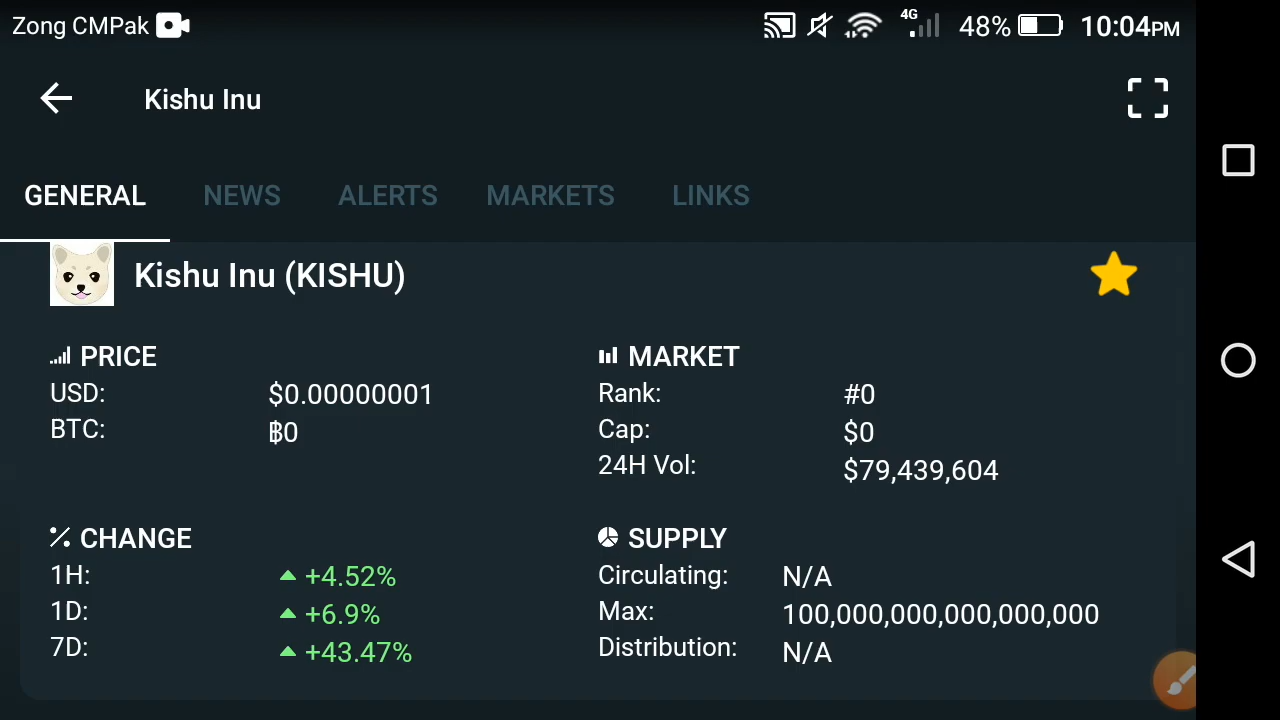 Zong CMPak 4G 48% 10:04PM
Kishu Inu
GENERAL NEWS ALERTS MARKETS LINKS
Kishu Inu (KISHU)
PRICE
USD: $0.00000001
BTC: ฿0
MARKET
Rank: #0
Cap: $0
24H Vol: $79,439,604
CHANGE
1H: +4.52%
1D: +6.9%
7D: +43.47%
SUPPLY
Circulating: N/A
Max: 100,000,000,000,000,000
Distribution: N/A